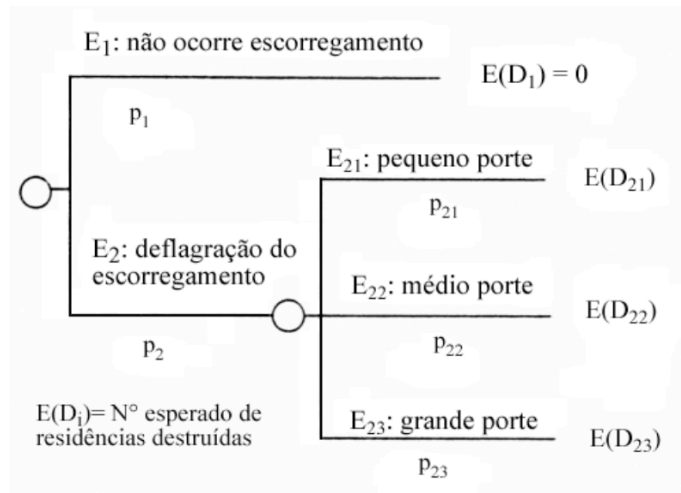 E₁: não ocorre escorregamento
E(D₁) = 0
p₁
E₂₁: pequeno porte
E(D₂₁)
p₂₁
E₂: deflagração do
escorregamento
E₂₂: médio porte
E(D₂₂)
p₂
p₂₂
E(Dᵢ)= N° esperado de
residências destruídas
E₂₃: grande porte
E(D₂₃)
p₂₃